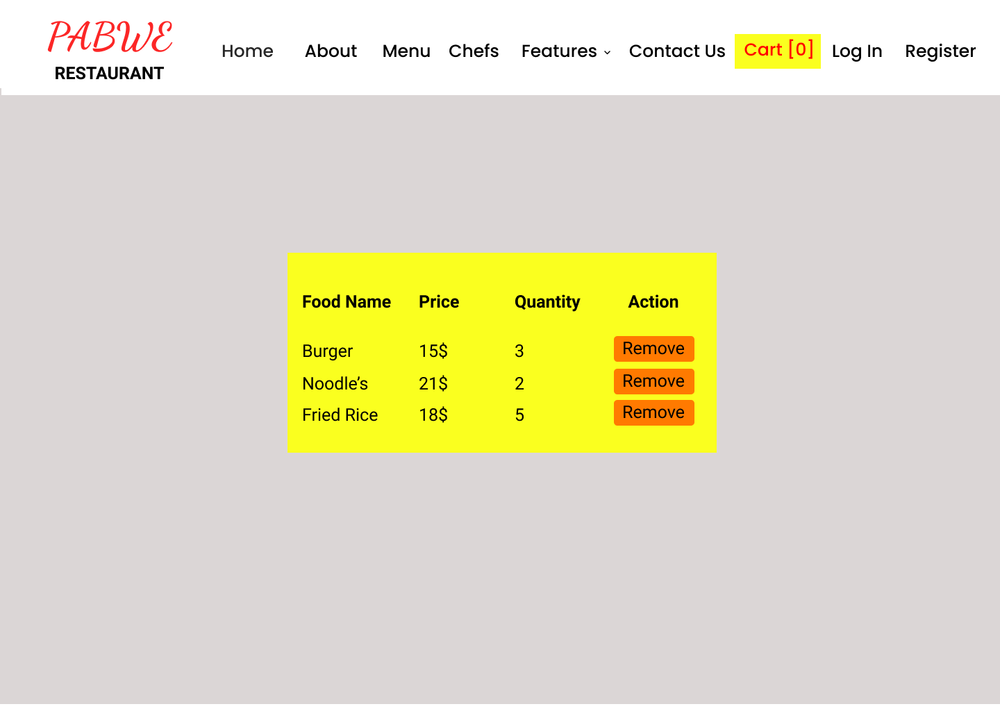 PABWE
RESTAURANT
Home About Menu Chefs Features Contact Us Cart [0] Log In Register
Food Name Price Quantity Action
Burger 15$ 3 Remove
Noodle’s 21$ 2 Remove
Fried Rice 18$ 5 Remove